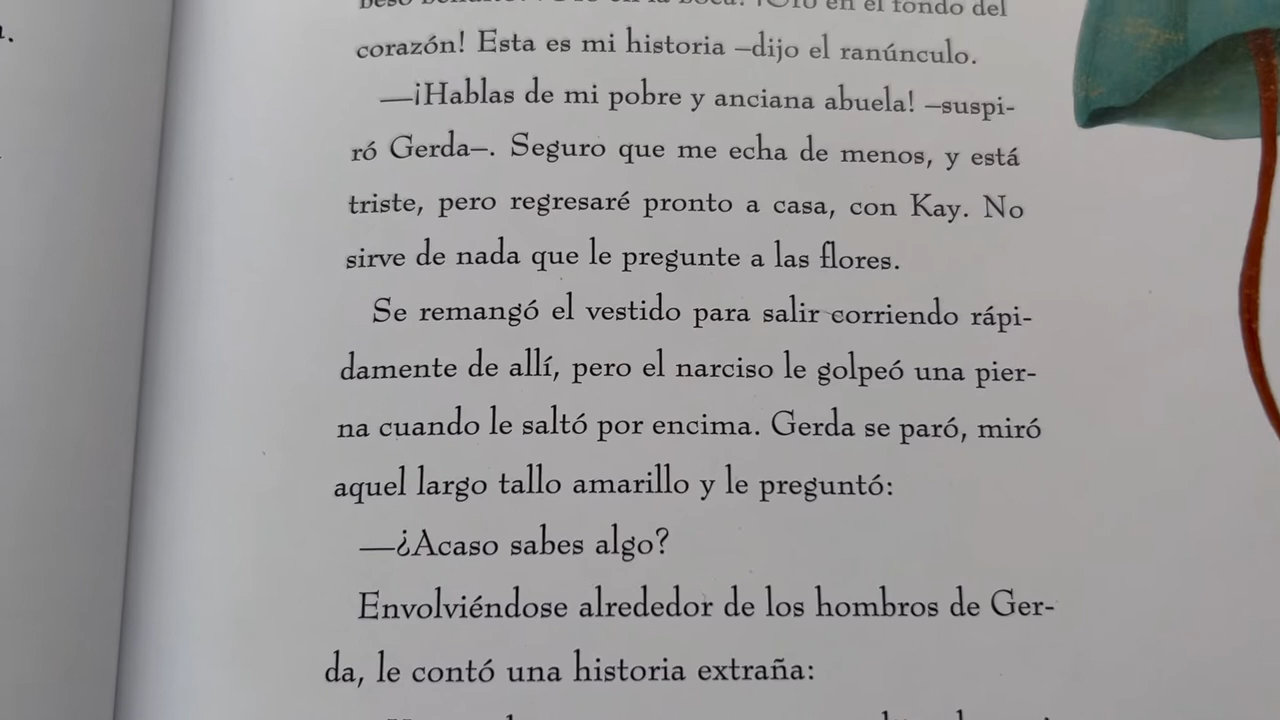 en el fondo del
corazón! Esta es mi historia –dijo el ranúnculo.
—¡Hablas de mi pobre y anciana abuela! –suspi-
ró Gerda–. Seguro que me echa de menos, y está
triste, pero regresaré pronto a casa, con Kay. No
sirve de nada que le pregunte a las flores.
Se remangó el vestido para salir corriendo rápi-
damente de allí, pero el narciso le golpeó una pier-
na cuando le saltó por encima. Gerda se paró, miró
aquel largo tallo amarillo y le preguntó:
—¿Acaso sabes algo?
Envolviéndose alrededor de los hombros de Ger-
da, le contó una historia extraña: